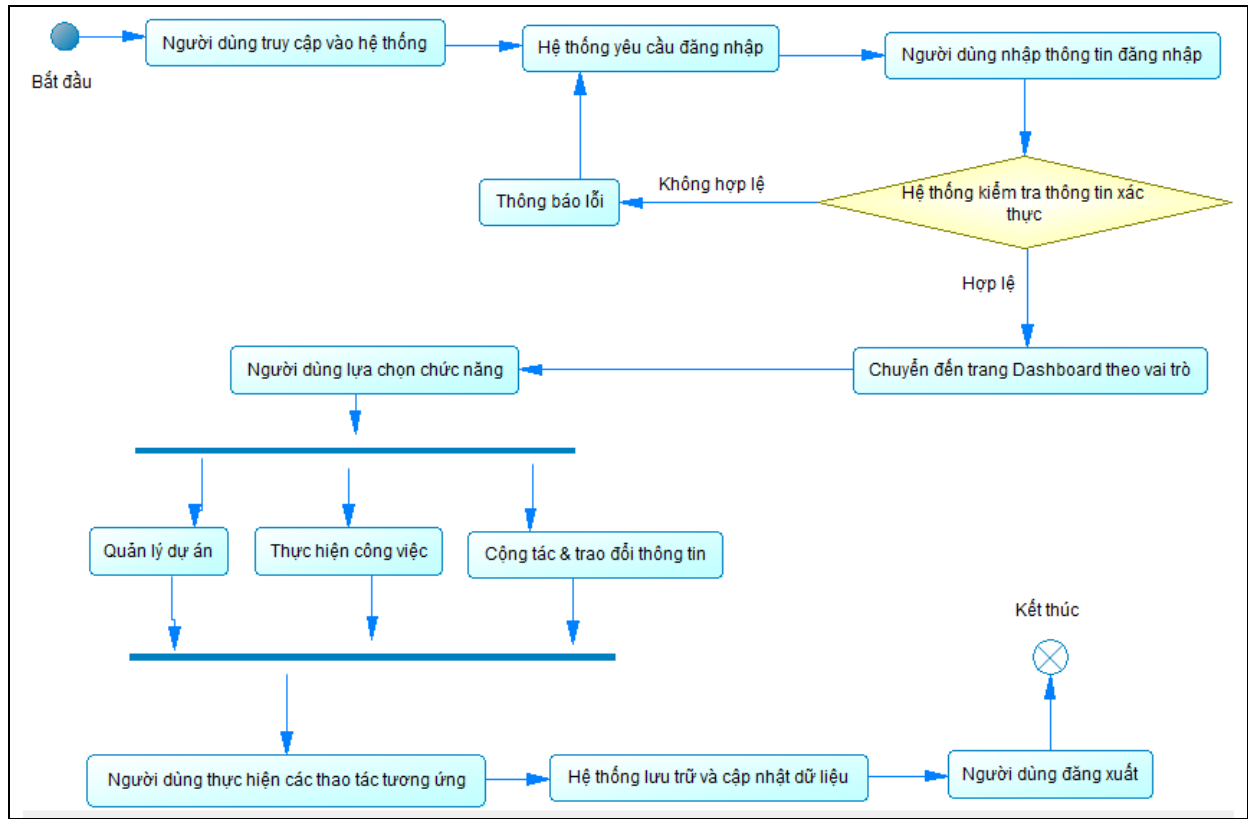 Người dùng truy cập vào hệ thống
Hệ thống yêu cầu đăng nhập
Người dùng nhập thông tin đăng nhập
Bắt đầu
Không hợp lệ
Thông báo lỗi
Hệ thống kiểm tra thông tin xác
thực
Hợp lệ
Chuyển đến trang Dashboard theo vai trò
Người dùng lựa chọn chức năng
Quản lý dự án
Thực hiện công việc
Cộng tác & trao đổi thông tin
Kết thúc
Người dùng thực hiện các thao tác tương ứng
Hệ thống lưu trữ và cập nhật dữ liệu
Người dùng đăng xuất